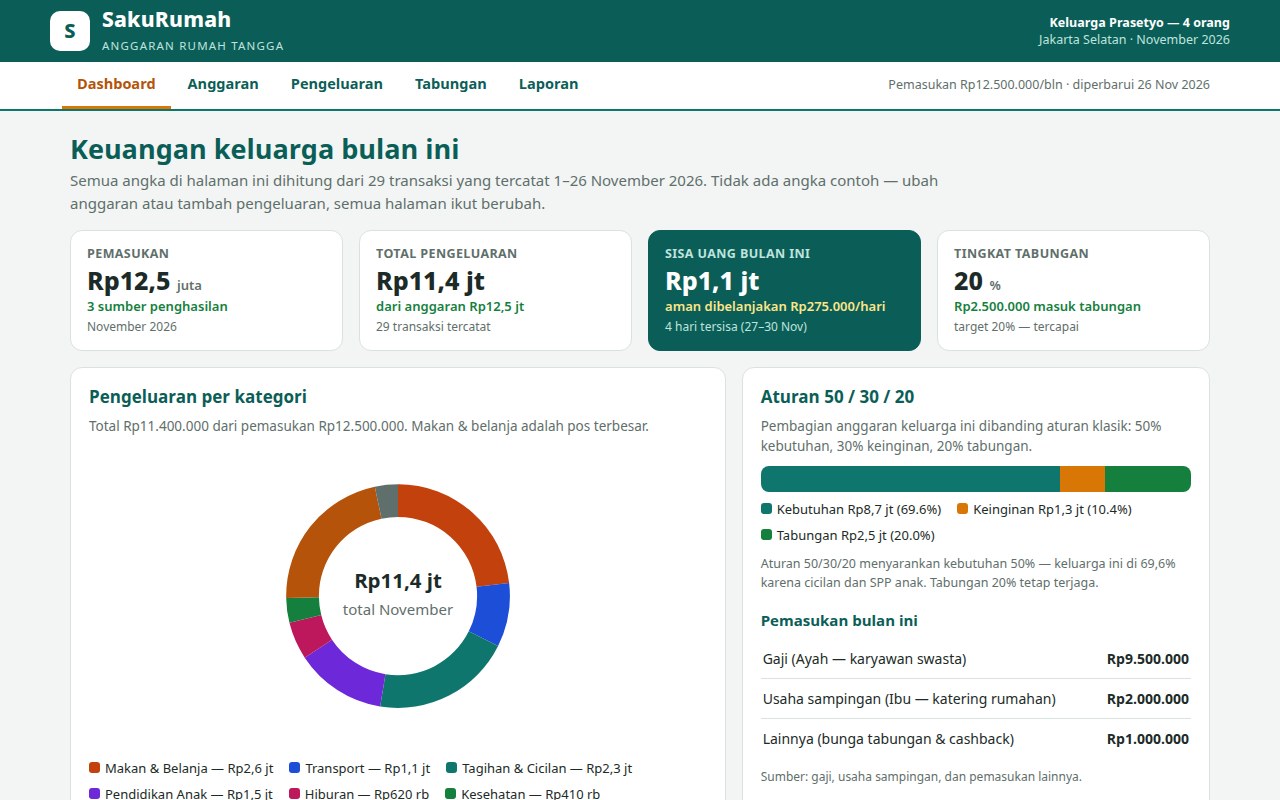 S
SakuRumah
ANGGARAN RUMAH TANGGA
Keluarga Prasetyo — 4 orang
Jakarta Selatan · November 2026
Dashboard
Anggaran
Pengeluaran
Tabungan
Laporan
Pemasukan Rp12.500.000/bln · diperbarui 26 Nov 2026
Keuangan keluarga bulan ini
Semua angka di halaman ini dihitung dari 29 transaksi yang tercatat 1–26 November 2026. Tidak ada angka contoh — ubah
anggaran atau tambah pengeluaran, semua halaman ikut berubah.
PEMASUKAN
Rp12,5 juta
3 sumber penghasilan
November 2026
TOTAL PENGELUARAN
Rp11,4 jt
dari anggaran Rp12,5 jt
29 transaksi tercatat
SISA UANG BULAN INI
Rp1,1 jt
aman dibelanjakan Rp275.000/hari
4 hari tersisa (27–30 Nov)
TINGKAT TABUNGAN
20 %
Rp2.500.000 masuk tabungan
target 20% — tercapai
Pengeluaran per kategori
Total Rp11.400.000 dari pemasukan Rp12.500.000. Makan & belanja adalah pos terbesar.
Rp11,4 jt
total November
Makan & Belanja — Rp2,6 jt
Transport — Rp1,1 jt
Tagihan & Cicilan — Rp2,3 jt
Pendidikan Anak — Rp1,5 jt
Hiburan — Rp620 rb
Kesehatan — Rp410 rb
Aturan 50 / 30 / 20
Pembagian anggaran keluarga ini dibanding aturan klasik: 50%
kebutuhan, 30% keinginan, 20% tabungan.
Kebutuhan Rp8,7 jt (69.6%)
Keinginan Rp1,3 jt (10.4%)
Tabungan Rp2,5 jt (20.0%)
Aturan 50/30/20 menyarankan kebutuhan 50% — keluarga ini di 69,6%
karena cicilan dan SPP anak. Tabungan 20% tetap terjaga.
Pemasukan bulan ini
Gaji (Ayah — karyawan swasta) Rp9.500.000
Usaha sampingan (Ibu — katering rumahan) Rp2.000.000
Lainnya (bunga tabungan & cashback) Rp1.000.000
Sumber: gaji, usaha sampingan, dan pemasukan lainnya.